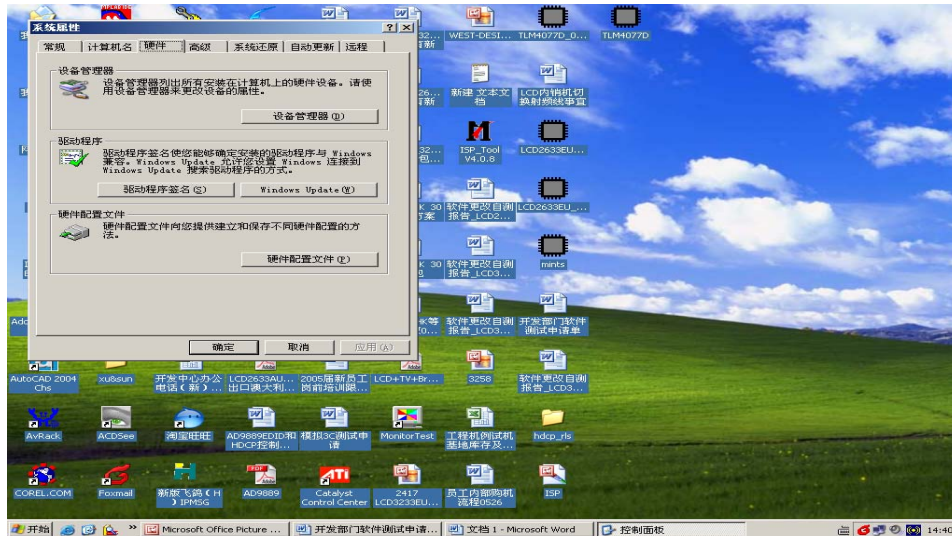 系统属性
常规
计算机名
硬件
高级
系统还原
自动更新
远程
设备管理器
设备管理器列出所有安装在计算机上的硬件设备。请使
用设备管理器来更改设备的属性。
设备管理器(D)
驱动程序
驱动程序签名使您能够确定安装的驱动程序与 Windows
兼容。Windows Update 允许您设置 Windows 连接到
Windows Update 搜索驱动程序的方式。
驱动程序签名(S)
Windows Update(W)
硬件配置文件
硬件配置文件向您提供建立和保存不同硬件配置的方
法。
硬件配置文件(P)
确定
取消
应用(A)
WEST-DESI...
TLM4077D_0...
TLM4077D
新建 文本文
档
LCD内销机切
换射频线事宜
ISP_Tool
V4.0.8
LCD2633EU...
软件更改自测
报告_LCD2...
LCD2633EU_...
软件更改自测
报告_LCD3...
mints
软件更改自测
报告_LCD3...
开发部门软件
测试申请单
AutoCAD 2004
Chs
xu&sun
开发中心办公
电话(新)...
LCD2633AU...
出口澳大利...
2005届新员工
岗前培训跟...
LCD+TV+Br...
3258
软件更改自测
报告_LCD3...
AvRack
ACDSee
淘宝旺旺
AD9889EDID和
HDCP控制...
模拟3C测试申
请
MonitorTest
工程机例试机
基地库存及...
hdcp_rls
COREL.COM
Foxmail
新版飞鸽(H
) IPMSG
AD9889
Catalyst
Control Center
2417
LCD3233EU...
员工内部购机
流程0526
ISP
开始
Microsoft Office Picture ...
开发部门软件测试申请...
文档 1 - Microsoft Word
控制面板
14:40